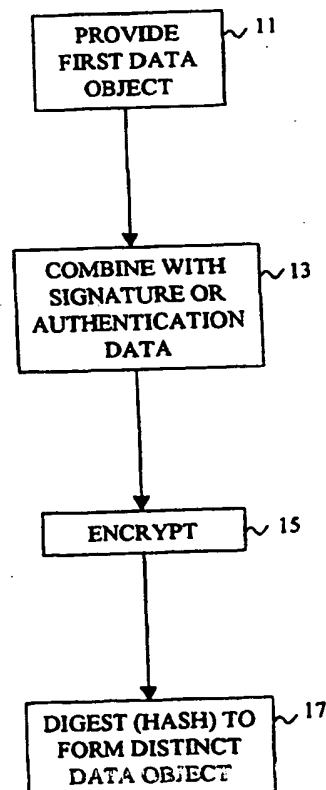 PROVIDE
FIRST DATA
OBJECT
11
COMBINE WITH
SIGNATURE OR
AUTHENTICATION
DATA
13
ENCRYPT
15
DIGEST (HASH) TO
FORM DISTINCT
DATA OBJECT
17